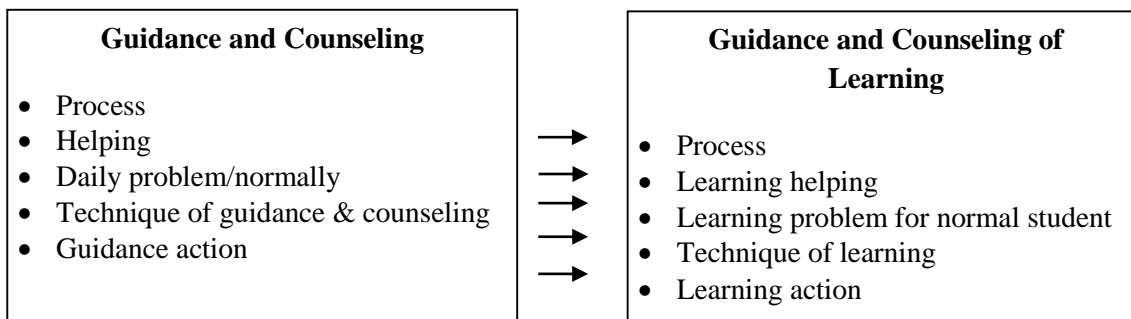 Guidance and Counseling
• Process
• Helping
• Daily problem/normally
• Technique of guidance & counseling
• Guidance action
Guidance and Counseling of
Learning
• Process
• Learning helping
• Learning problem for normal student
• Technique of learning
• Learning action